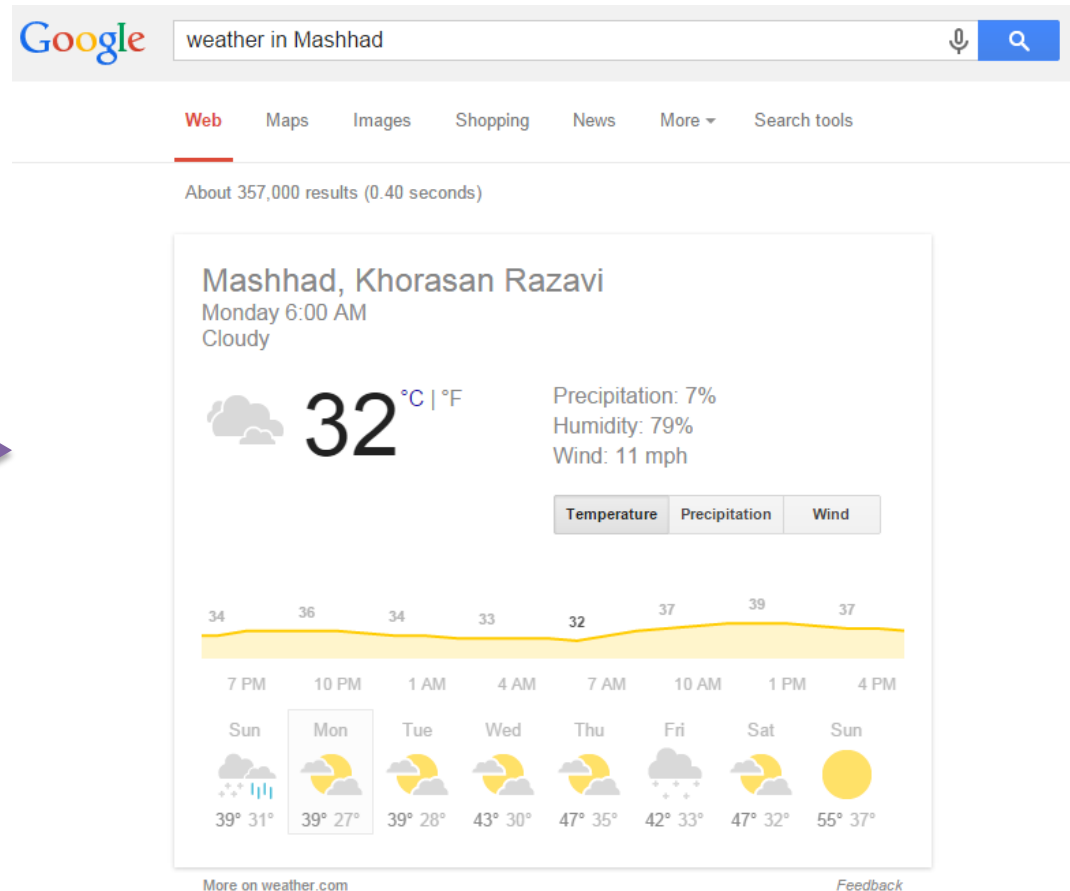 Google weather in Mashhad
Web Maps Images Shopping News More Search tools
About 357,000 results (0.40 seconds)
Mashhad, Khorasan Razavi
Monday 6:00 AM
Cloudy
32 °C | °F
Precipitation: 7%
Humidity: 79%
Wind: 11 mph
Temperature Precipitation Wind
34 36 34 33 32 37 39 37
7 PM 10 PM 1 AM 4 AM 7 AM 10 AM 1 PM 4 PM
Sun Mon Tue Wed Thu Fri Sat Sun
39° 31° 39° 27° 39° 28° 43° 30° 47° 35° 42° 33° 47° 32° 55° 37°
More on weather.com Feedback